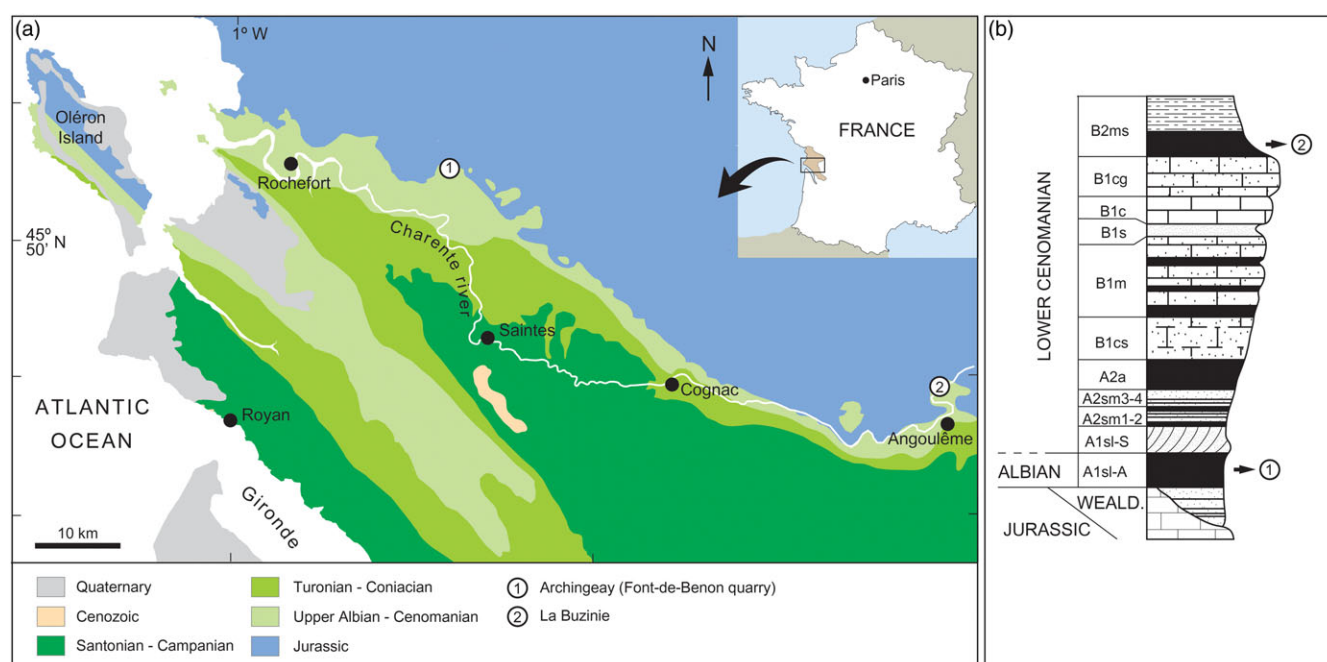 (a)
1º W
N
Paris
FRANCE
Oléron
Island
1
Rochefort
45º N
50'
Charente river
Saintes
Cognac
2
Angoulême
ATLANTIC
OCEAN
Royan
Gironde
10 km
Quaternary
Cenozoic
Santonian - Campanian
Turonian - Coniacian
Upper Albian - Cenomanian
Jurassic
1 Archingeay (Font-de-Benon quarry)
2 La Buzinie
(b)
LOWER CENOMANIAN
B2ms
2
B1cg
B1c
B1s
B1m
B1cs
A2a
A2sm3-4
A2sm1-2
A1sl-S
ALBIAN
A1sl-A
1
WEALD.
JURASSIC